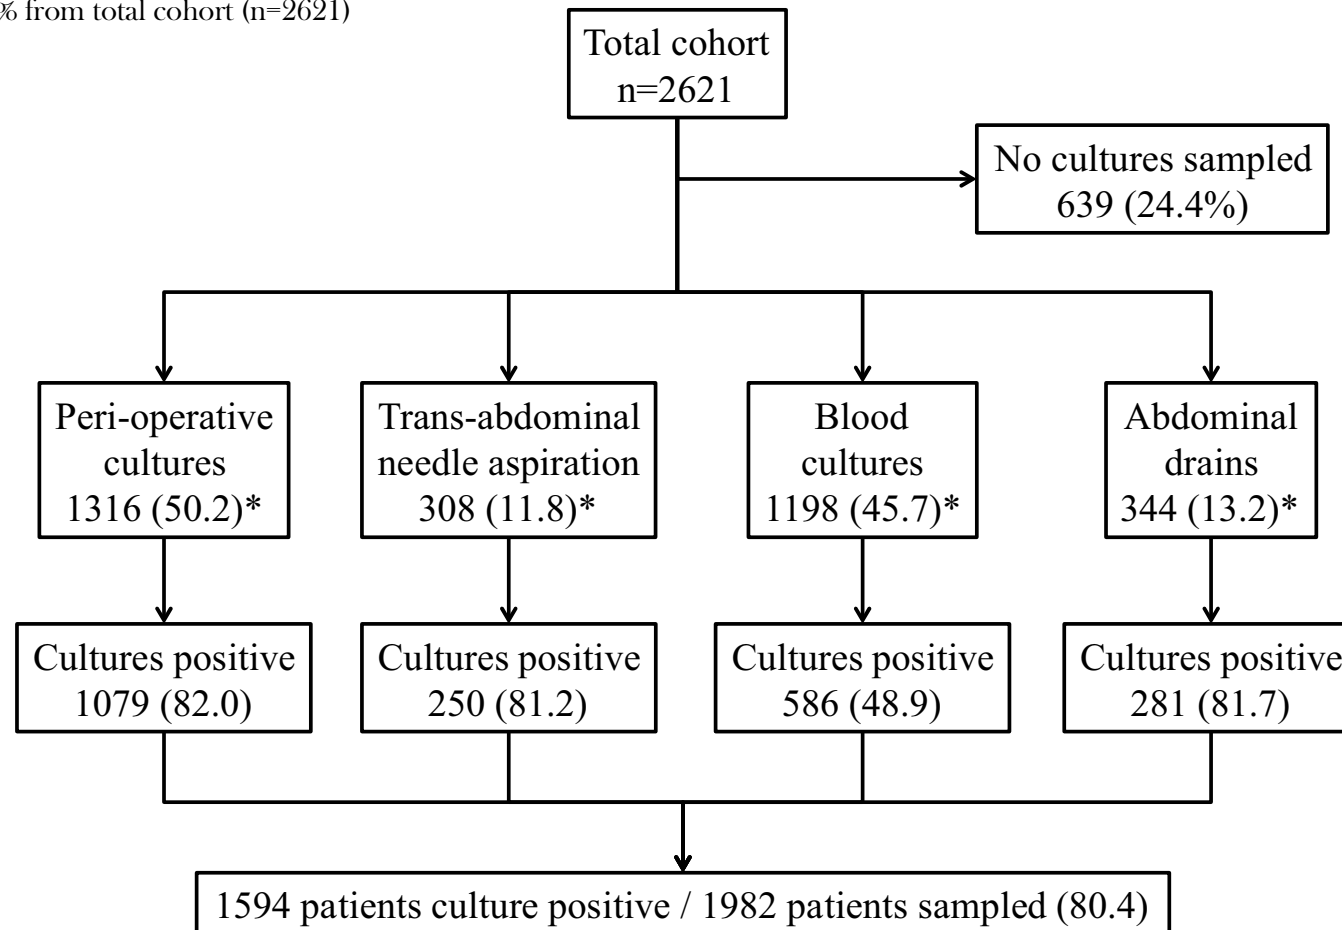 % from total cohort (n=2621)
Total cohort
n=2621
No cultures sampled
639 (24.4%)
Peri-operative
cultures
1316 (50.2)*
Trans-abdominal
needle aspiration
308 (11.8)*
Blood
cultures
1198 (45.7)*
Abdominal
drains
344 (13.2)*
Cultures positive
1079 (82.0)
Cultures positive
250 (81.2)
Cultures positive
586 (48.9)
Cultures positive
281 (81.7)
1594 patients culture positive / 1982 patients sampled (80.4)